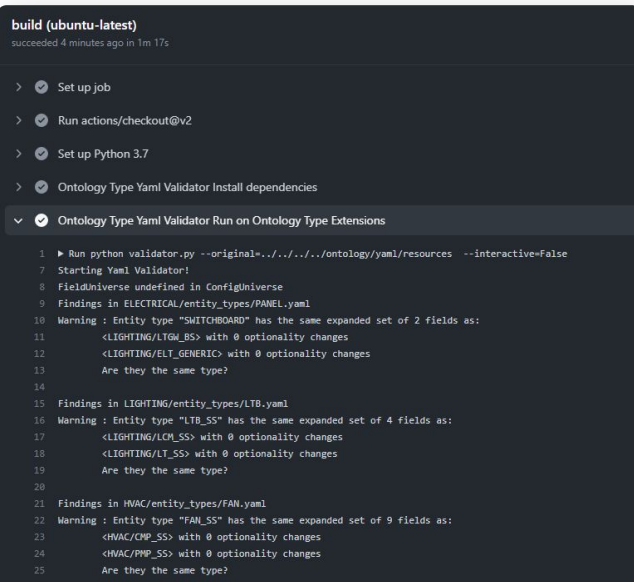 build (ubuntu-latest)
succeeded 4 minutes ago in 1m 17s
Set up job
Run actions/checkout@v2
Set up Python 3.7
Ontology Type Yaml Validator Install dependencies
Ontology Type Yaml Validator Run on Ontology Type Extensions
1 ▶ Run python validator.py --original=../../../../ontology/yaml/resources --interactive=False
7 Starting Yaml Validator!
8 FieldUniverse undefined in ConfigUniverse
9 Findings in ELECTRICAL/entity_types/PANEL.yaml
10 Warning : Entity type "SWITCHBOARD" has the same expanded set of 2 fields as:
11 <LIGHTING/LTGW_BS> with 0 optionality changes
12 <LIGHTING/ELT_GENERIC> with 0 optionality changes
13 Are they the same type?
14
15 Findings in LIGHTING/entity_types/LTB.yaml
16 Warning : Entity type "LTB_SS" has the same expanded set of 4 fields as:
17 <LIGHTING/LCM_SS> with 0 optionality changes
18 <LIGHTING/LT_SS> with 0 optionality changes
19 Are they the same type?
20
21 Findings in HVAC/entity_types/FAN.yaml
22 Warning : Entity type "FAN_SS" has the same expanded set of 9 fields as:
23 <HVAC/CMP_SS> with 0 optionality changes
24 <HVAC/PMP_SS> with 0 optionality changes
25 Are they the same type?